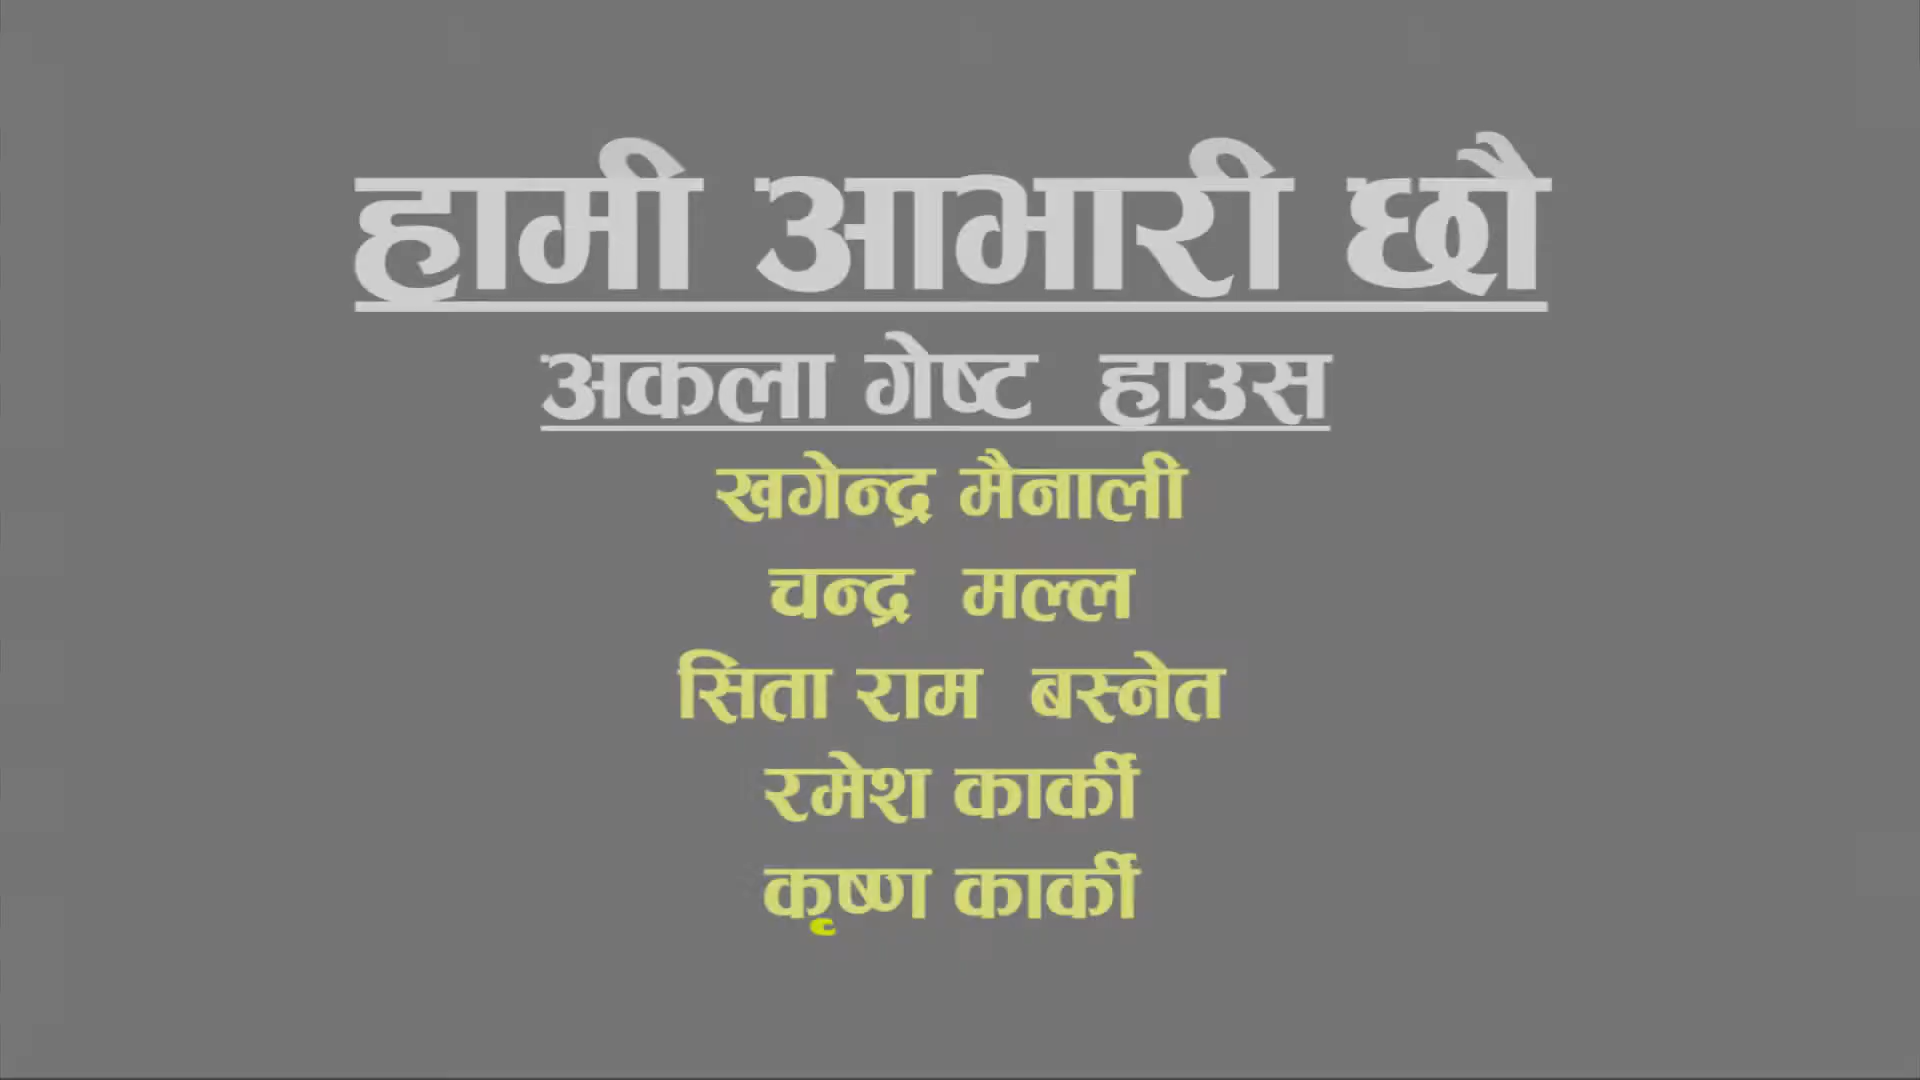 हामी आभारी छौ
अकला गेष्ट हाउस
खगेन्द्र मैनाली
चन्द्र मल्ल
सिता राम बस्नेत
रमेश कार्की
कृष्ण कार्की